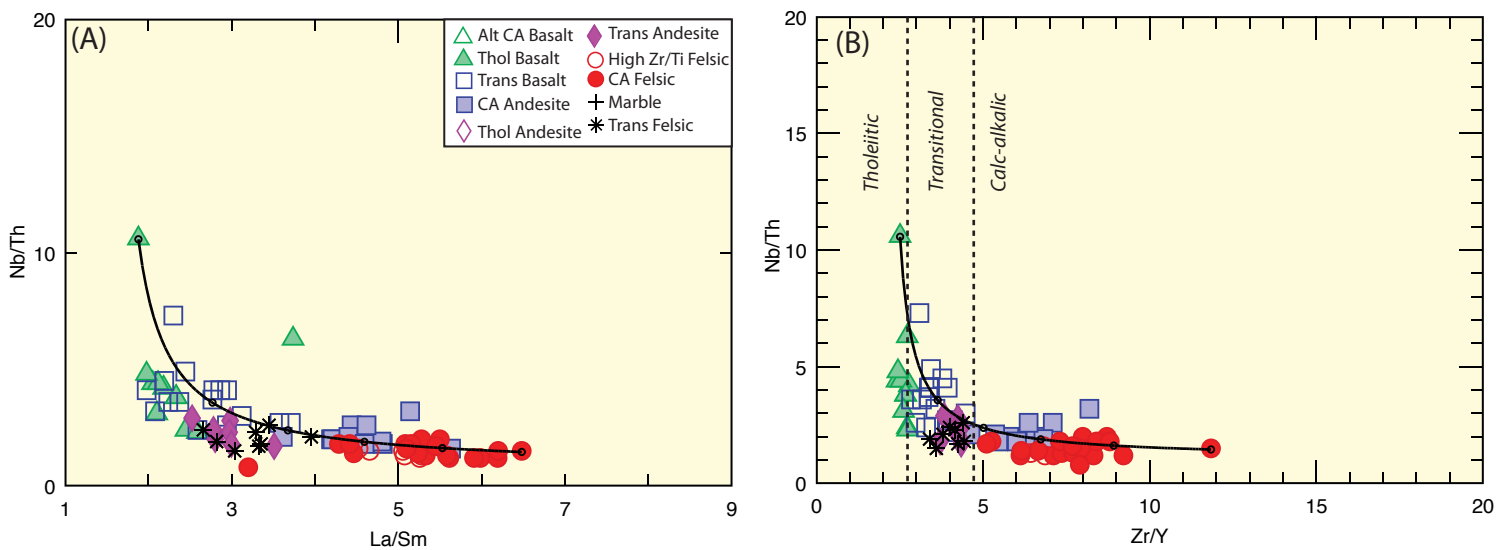 (A)
20
10
0
Nb/Th
1
3
5
7
9
La/Sm
Alt CA Basalt
Thol Basalt
Trans Basalt
CA Andesite
Thol Andesite
Trans Andesite
High Zr/Ti Felsic
CA Felsic
Marble
Trans Felsic
(B)
20
15
10
5
0
Nb/Th
Tholeiitic
Transitional
Calc-alkalic
0
5
10
15
20
Zr/Y